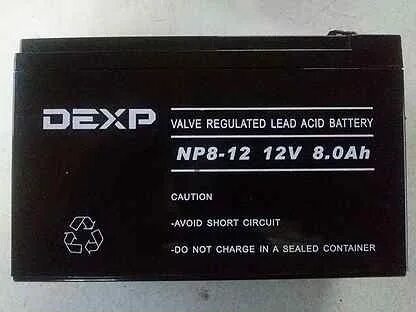 DEXP
VALVE REGULATED LEAD ACID BATTERY
NP8-12 12V 8.0Ah
CAUTION
-AVOID SHORT CIRCUIT
-DO NOT CHARGE IN A SEALED CONTAINER